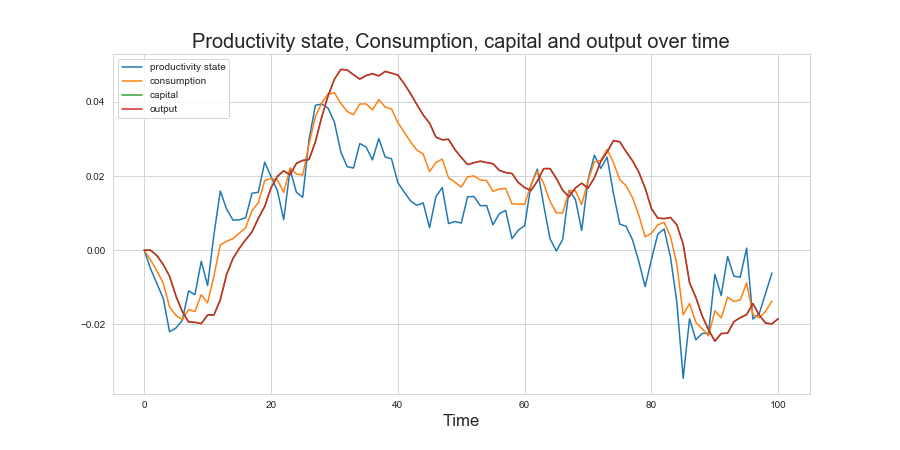 Productivity state, Consumption, capital and output over time
productivity state
consumption
capital
output
0.04
0.02
0.00
−0.02
0 20 40 60 80 100
Time